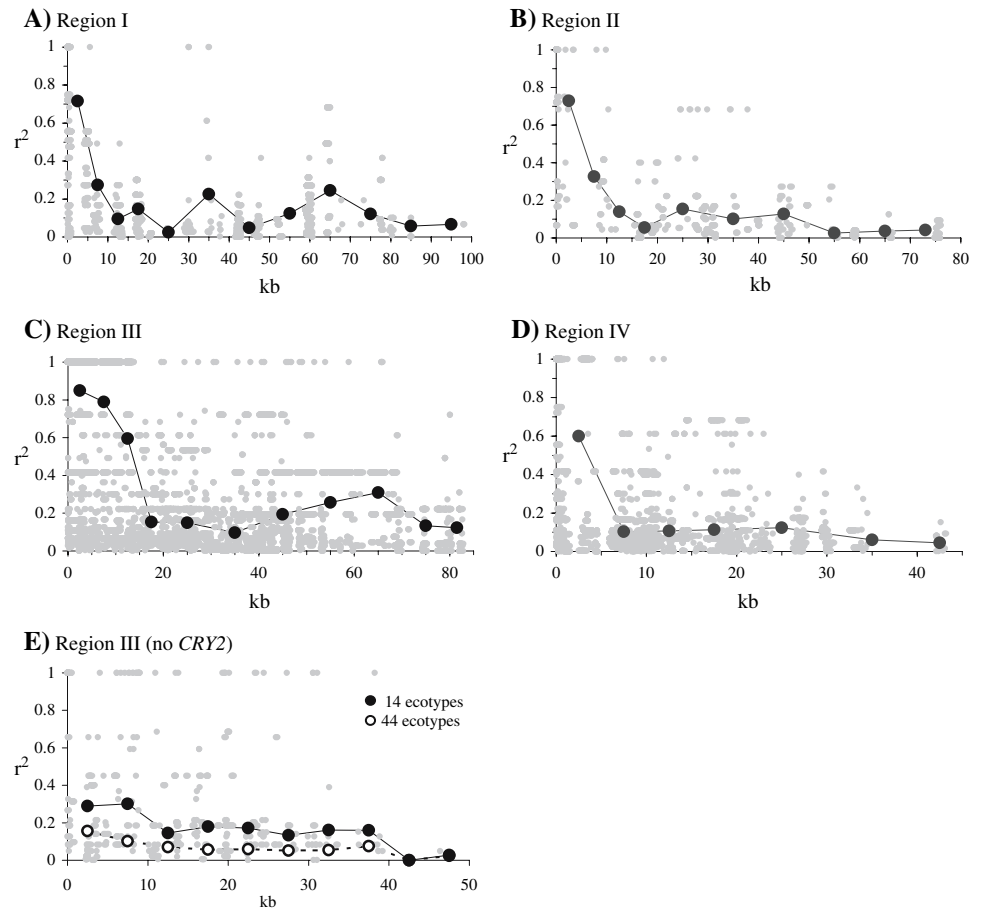 A) Region I
1
0.8
0.6
r²
0.4
0.2
0
0 10 20 30 40 50 60 70 80 90 100
kb
B) Region II
1
0.8
0.6
r²
0.4
0.2
0
0 10 20 30 40 50 60 70 80
kb
C) Region III
1
0.8
0.6
r²
0.4
0.2
0
0 20 40 60 80
kb
D) Region IV
1
0.8
0.6
r²
0.4
0.2
0
0 10 20 30 40
kb
E) Region III (no CRY2)
1
0.8
0.6
r²
0.4
0.2
0
14 ecotypes
44 ecotypes
0 10 20 30 40 50
kb